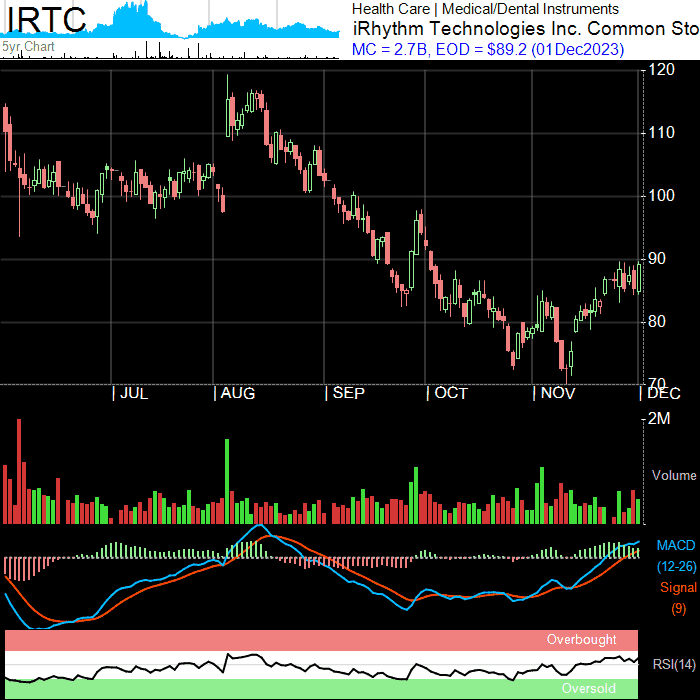 IRTC
5yr Chart
Health Care | Medical/Dental Instruments
iRhythm Technologies Inc. Common Sto
MC = 2.7B, EOD = $89.2 (01Dec2023)
120
110
100
90
80
70
JUL AUG SEP OCT NOV DEC
2M
Volume
MACD
(12-26)
Signal
(9)
Overbought
RSI(14)
Oversold